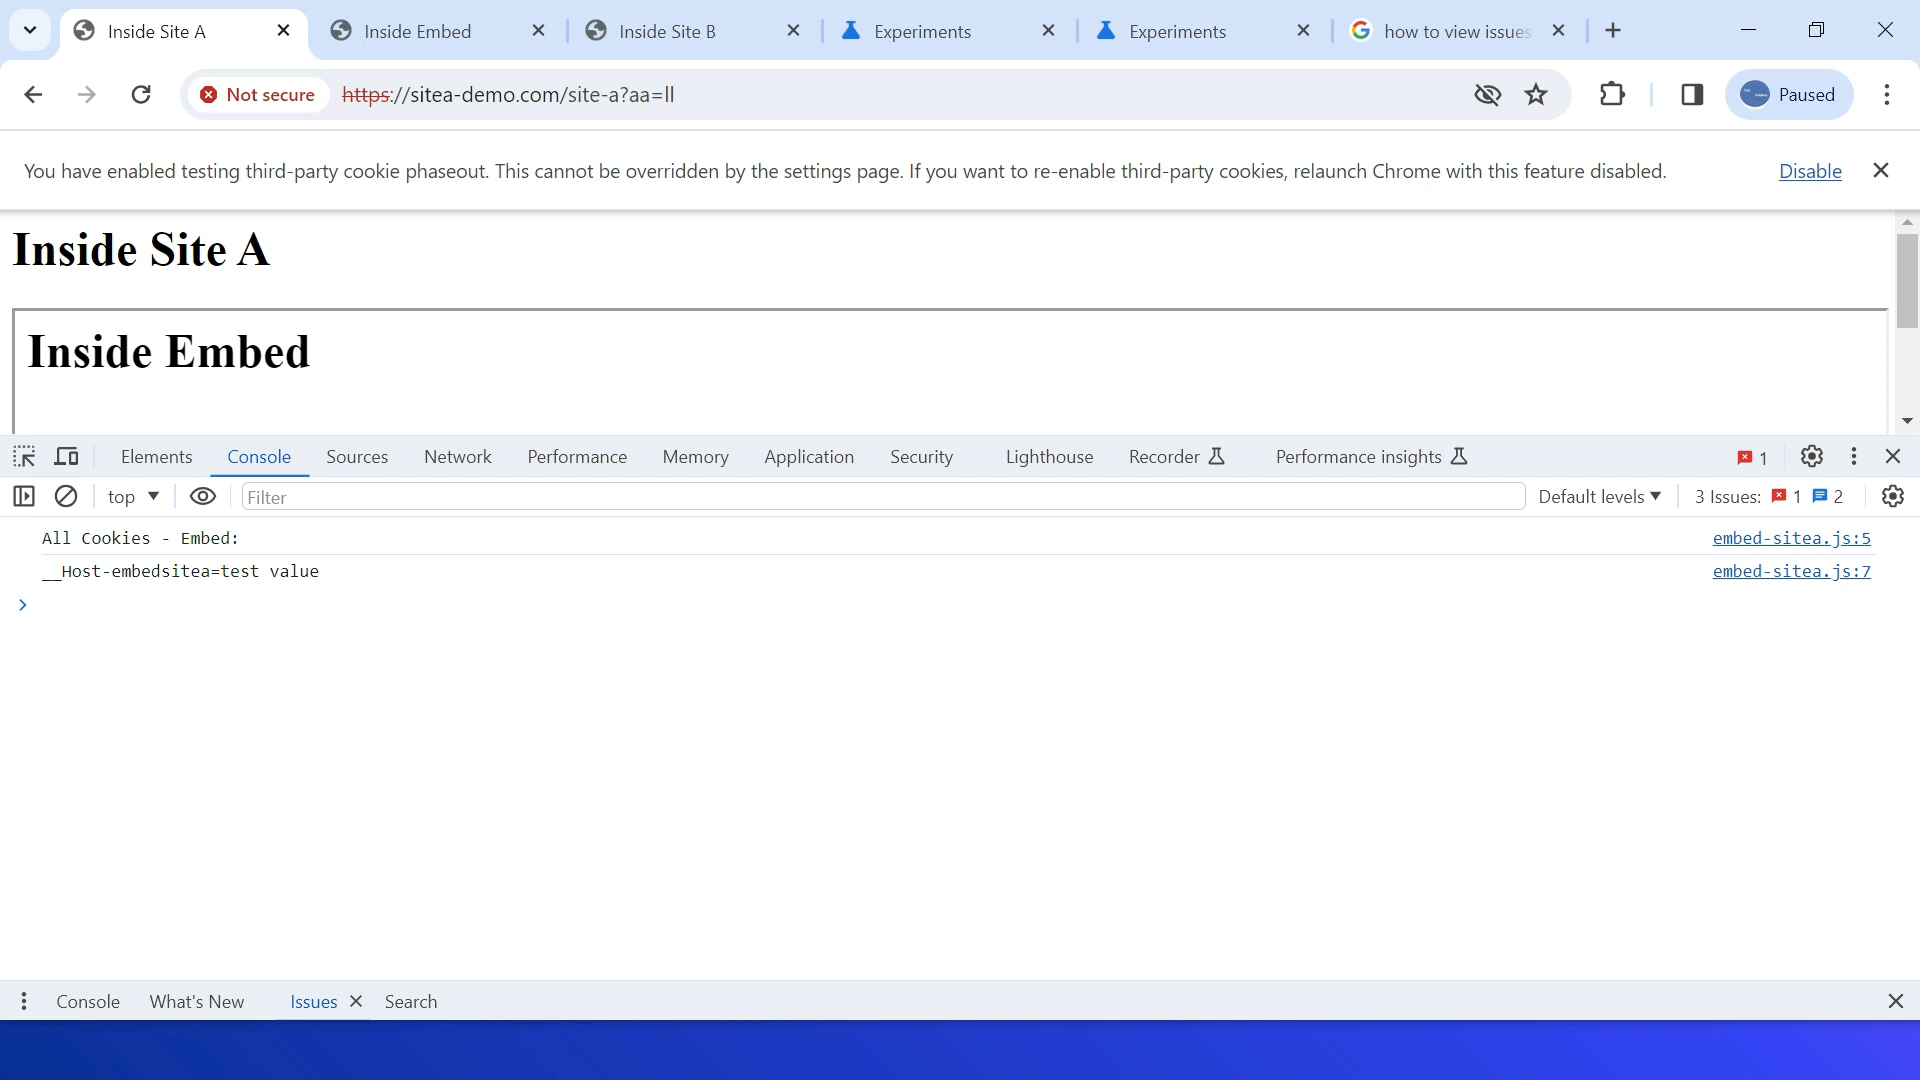 Inside Site A
Inside Embed
Inside Site B
Experiments
Experiments
how to view issues
Not secure
https://sitea-demo.com/site-a?aa=ll
Paused
You have enabled testing third-party cookie phaseout. This cannot be overridden by the settings page. If you want to re-enable third-party cookies, relaunch Chrome with this feature disabled.
Disable
Inside Site A
Inside Embed
Elements Console Sources Network Performance Memory Application Security Lighthouse Recorder Performance insights 1
top Filter Default levels 3 Issues: 1 2
All Cookies - Embed: embed-sitea.js:5
__Host-embedsitea=test value embed-sitea.js:7
Console What's New Issues Search